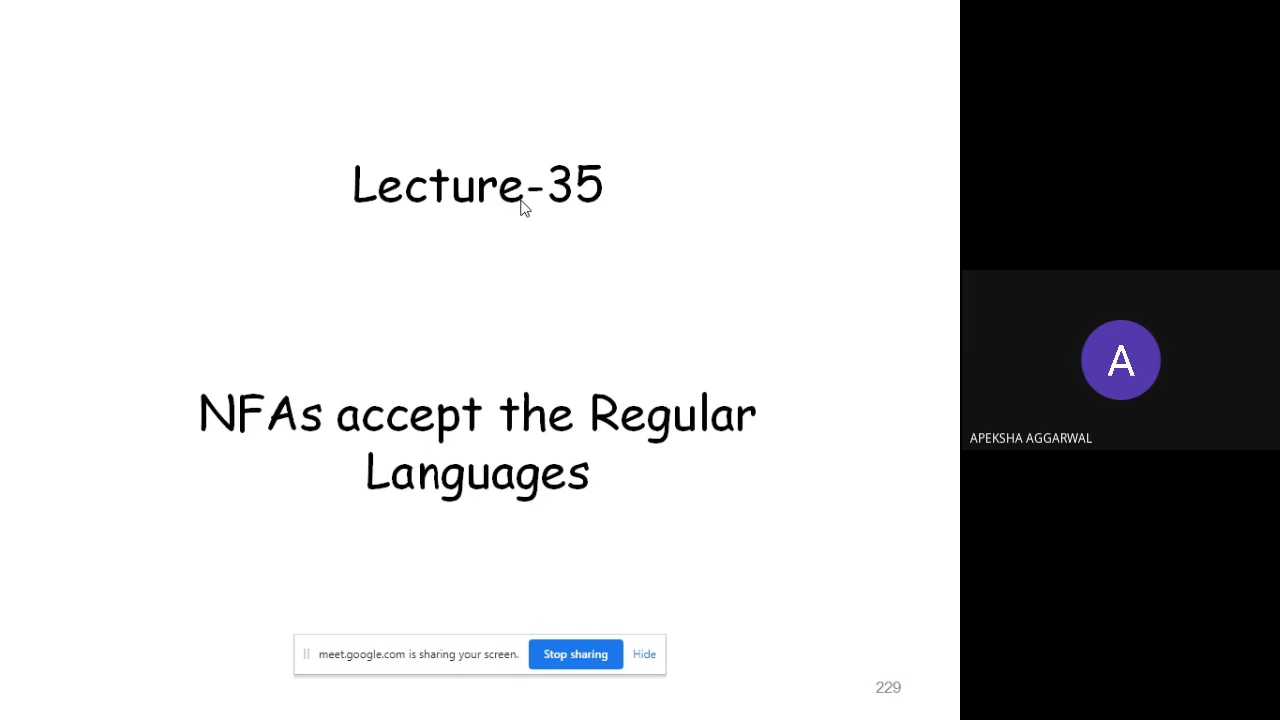 Lecture-35
NFAs accept the Regular
Languages
meet.google.com is sharing your screen. Stop sharing Hide
229
A
APEKSHA AGGARWAL